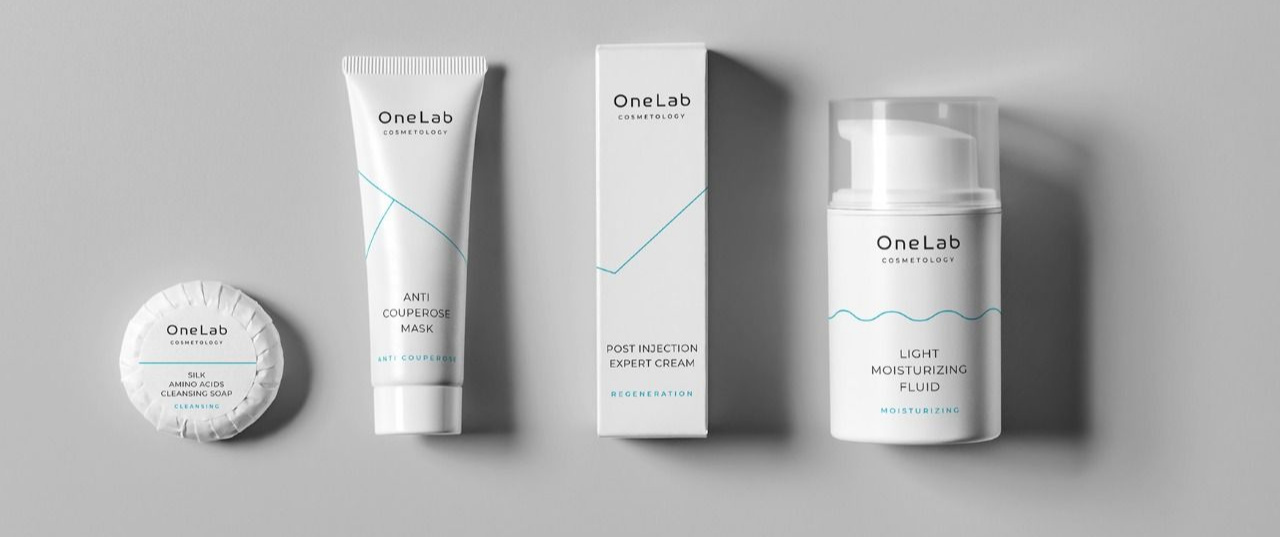 OneLab
COSMETOLOGY
SILK
AMINO ACIDS
CLEANSING SOAP
CLEANSING
OneLab
COSMETOLOGY
ANTI
COUPEROSE
MASK
ANTI COUPEROSE
OneLab
COSMETOLOGY
POST INJECTION
EXPERT CREAM
REGENERATION
OneLab
COSMETOLOGY
LIGHT
MOISTURIZING
FLUID
MOISTURIZING